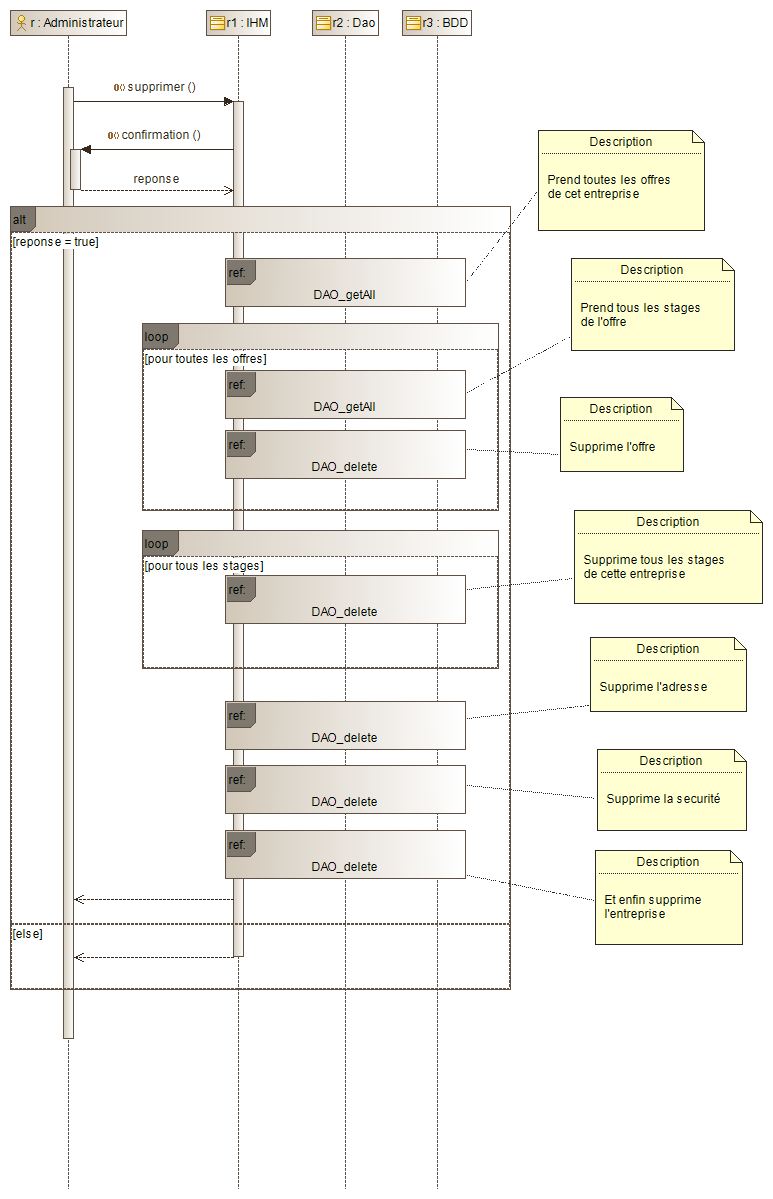 r : Administrateur
r1 : IHM
r2 : Dao
r3 : BDD
supprimer ()
confirmation ()
reponse
alt
[reponse = true]
Description
Prend toutes les offres
de cet entreprise
ref:
DAO_getAll
Description
Prend tous les stages
de l'offre
loop
[pour toutes les offres]
ref:
DAO_getAll
Description
Supprime l'offre
ref:
DAO_delete
Description
Supprime tous les stages
de cette entreprise
loop
[pour tous les stages]
ref:
DAO_delete
Description
Supprime l'adresse
ref:
DAO_delete
Description
Supprime la securité
ref:
DAO_delete
Description
Et enfin supprime
l'entreprise
ref:
DAO_delete
[else]